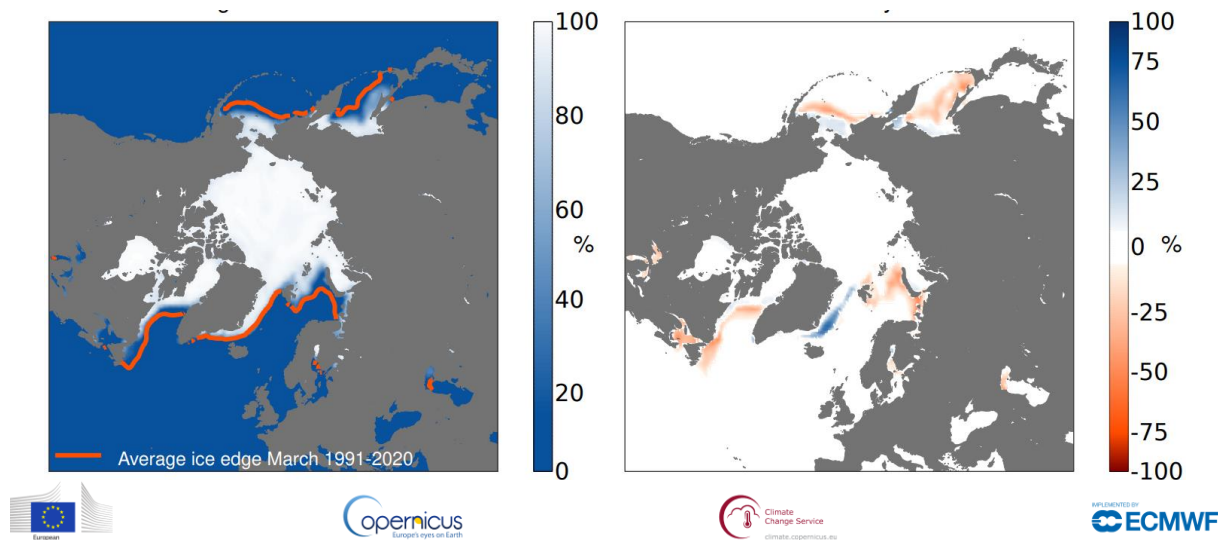 100
80
60
%
40
20
0
Average ice edge March 1991-2020
100
75
50
25
0 %
-25
-50
-75
-100
European
opernicus
Europe's eyes on Earth
Climate
Change Service
climate.copernicus.eu
IMPLEMENTED BY
ECMWF